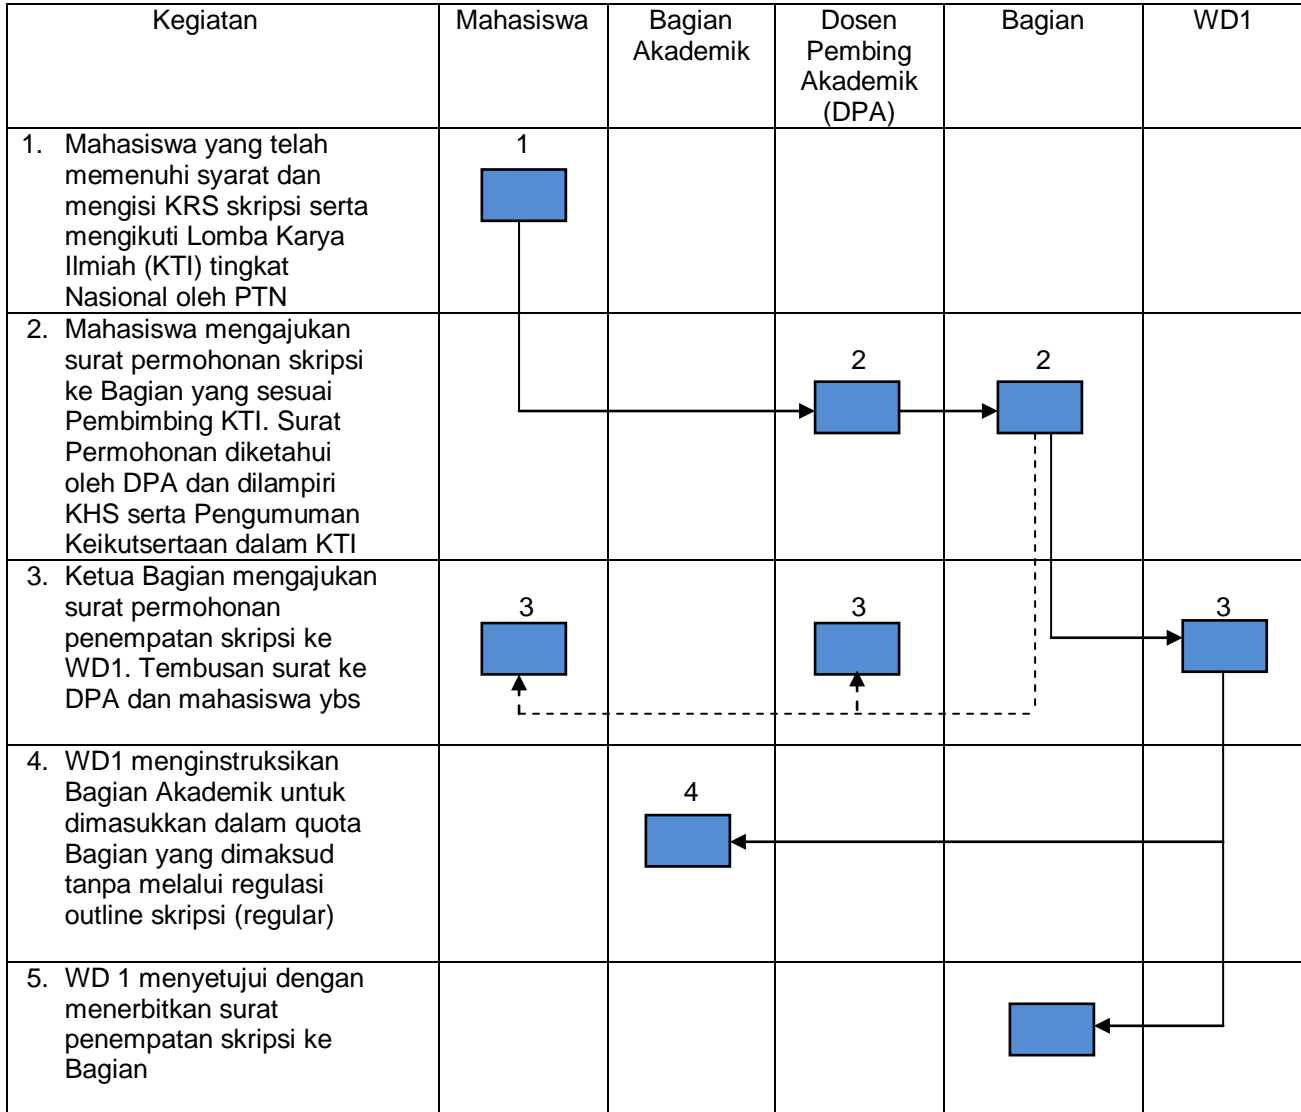 Kegiatan
Mahasiswa
Bagian
Akademik
Dosen
Pembing
Akademik
(DPA)
Bagian
WD1
1. Mahasiswa yang telah
memenuhi syarat dan
mengisi KRS skripsi serta
mengikuti Lomba Karya
Ilmiah (KTI) tingkat
Nasional oleh PTN
1
2. Mahasiswa mengajukan
surat permohonan skripsi
ke Bagian yang sesuai
Pembimbing KTI. Surat
Permohonan diketahui
oleh DPA dan dilampiri
KHS serta Pengumuman
Keikutsertaan dalam KTI
2
2
3. Ketua Bagian mengajukan
surat permohonan
penempatan skripsi ke
WD1. Tembusan surat ke
DPA dan mahasiswa ybs
3
3
3
4. WD1 menginstruksikan
Bagian Akademik untuk
dimasukkan dalam quota
Bagian yang dimaksud
tanpa melalui regulasi
outline skripsi (regular)
4
5. WD 1 menyetujui dengan
menerbitkan surat
penempatan skripsi ke
Bagian